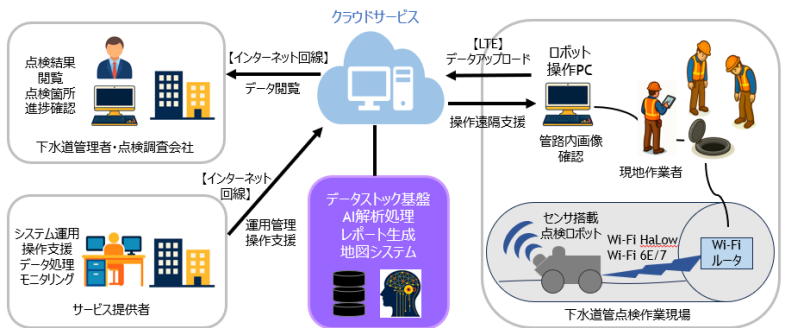 クラウドサービス
点検結果
閲覧
点検箇所
進捗確認
下水道管理者・点検調査会社
【インターネット回線】
データ閲覧
【LTE】
データアップロード
操作遠隔支援
ロボット
操作PC
管路内画像
確認
現地作業者
システム運用
操作支援
データ処理
モニタリング
サービス提供者
【インターネット
回線】
運用管理
操作支援
データストック基盤
AI解析処理
レポート生成
地図システム
センサ搭載
点検ロボット
Wi-Fi HaLow
Wi-Fi 6E/7
Wi-Fi
ルータ
下水道管点検作業現場